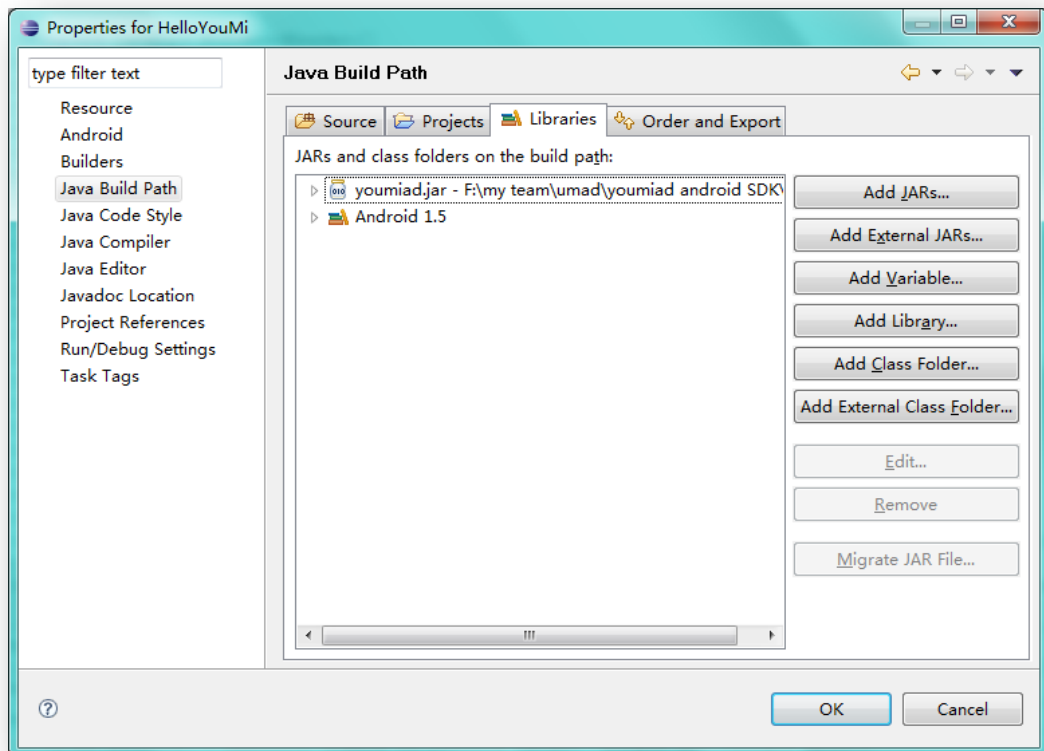 Properties for HelloYouMi
type filter text
Resource
Android
Builders
Java Build Path
Java Code Style
Java Compiler
Java Editor
Javadoc Location
Project References
Run/Debug Settings
Task Tags
Java Build Path
Source
Projects
Libraries
Order and Export
JARs and class folders on the build path:
youmiad.jar - F:\my team\umad\youmiad android SDK\
Android 1.5
Add JARs...
Add External JARs...
Add Variable...
Add Library...
Add Class Folder...
Add External Class Folder...
Edit...
Remove
Migrate JAR File...
OK
Cancel